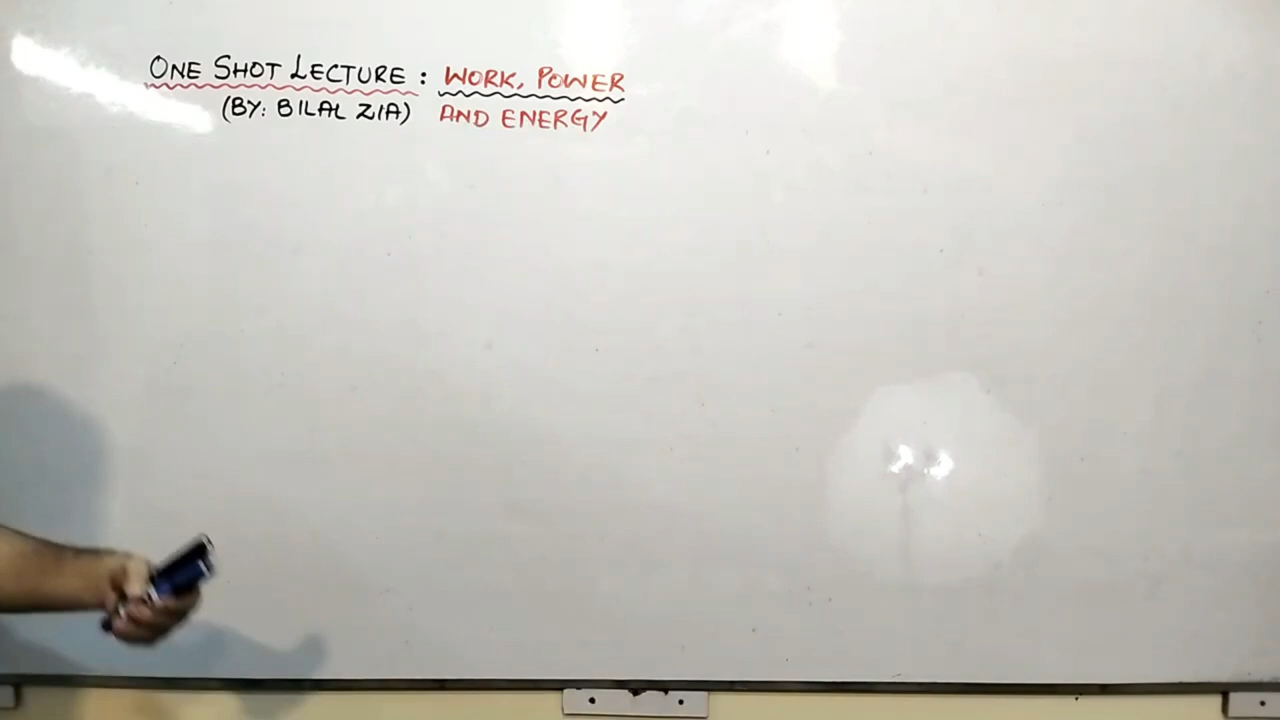 ONE SHOT LECTURE : WORK, POWER
(BY: BILAL ZIA) AND ENERGY